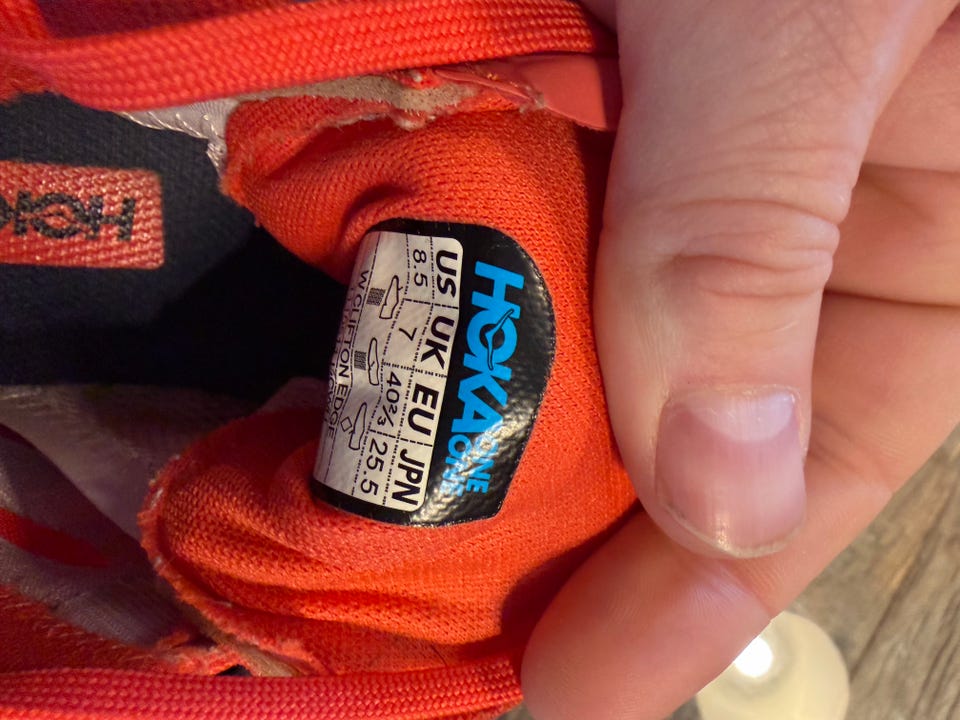 HOKA
ONE ONE
US UK EU JPN
8.5 7 40⅔ 25.5
W CLIFTON EDGE
HOKA